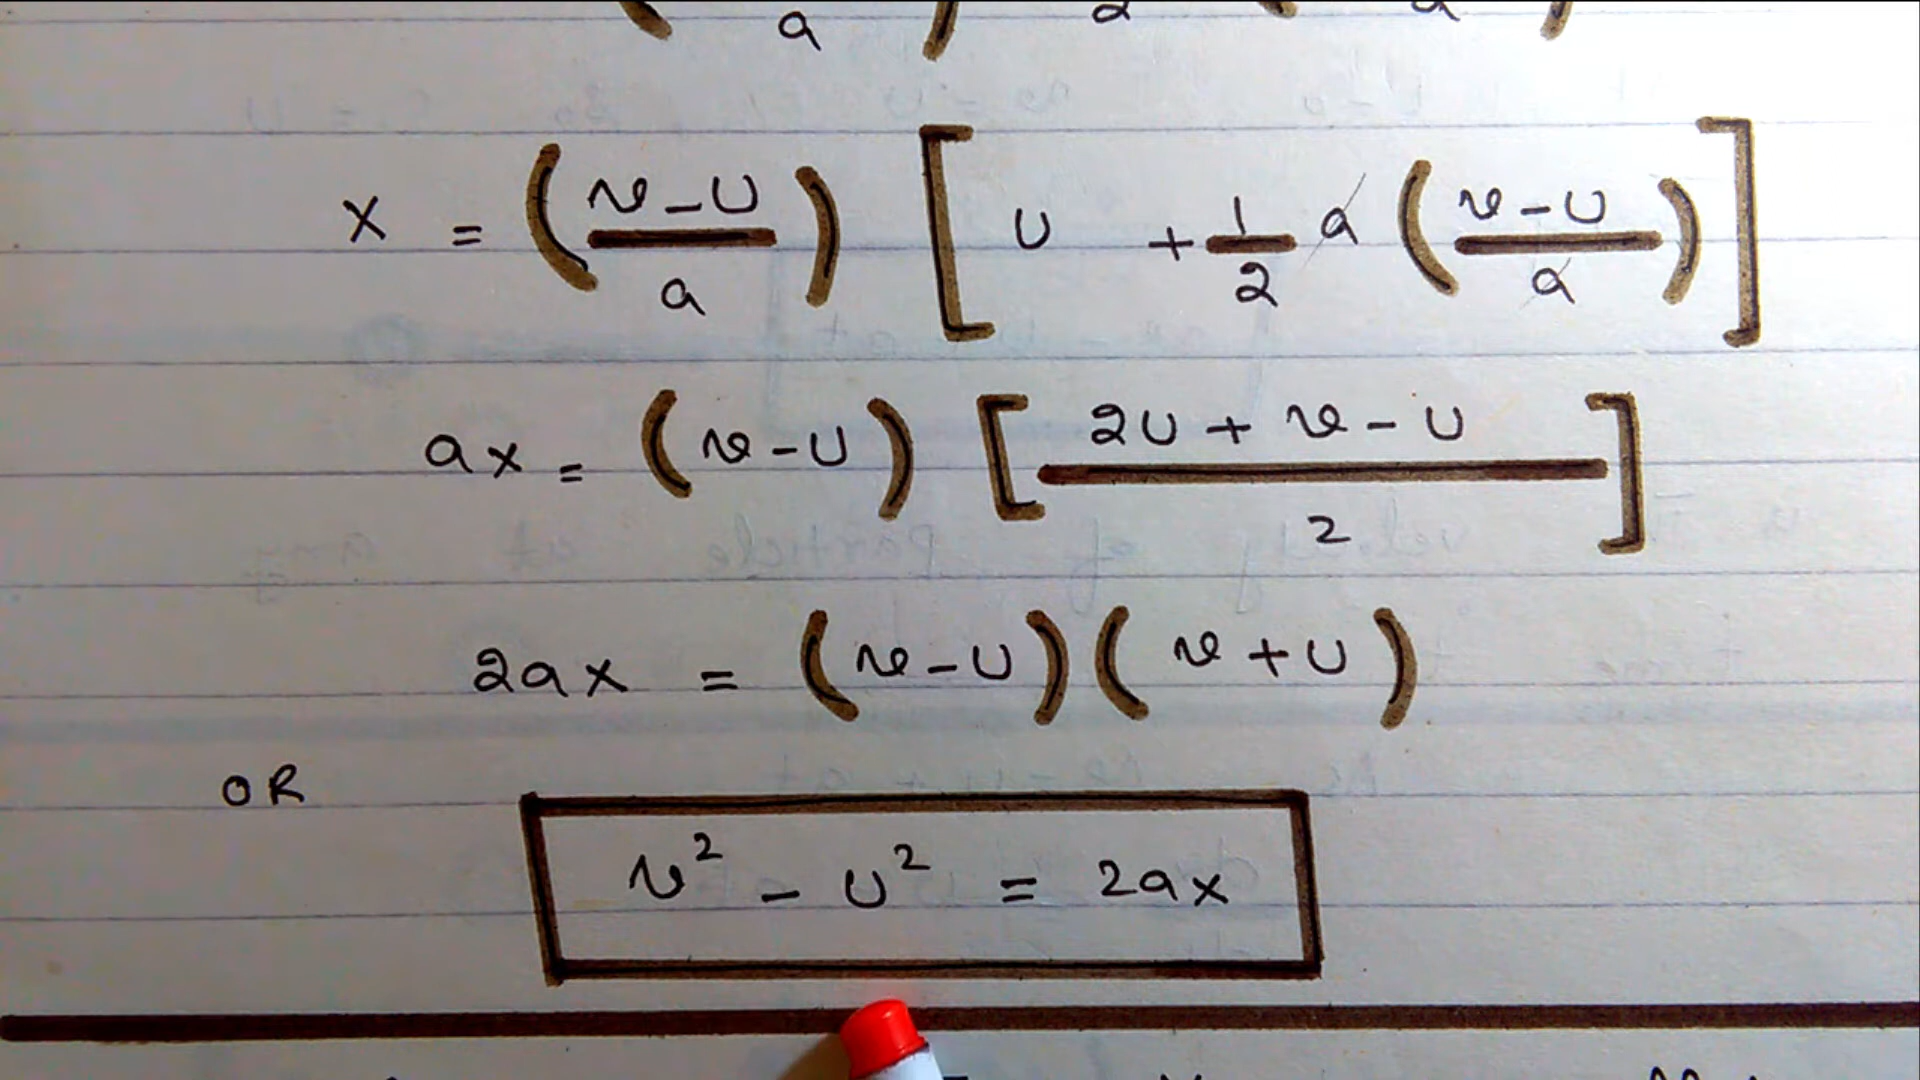 x = ((v-u)/a) [u + 1/2 a ((v-u)/a)]
ax = (v-u) [(2u+v-u)/2]
2ax = (v-u)(v+u)
OR
v² - u² = 2ax